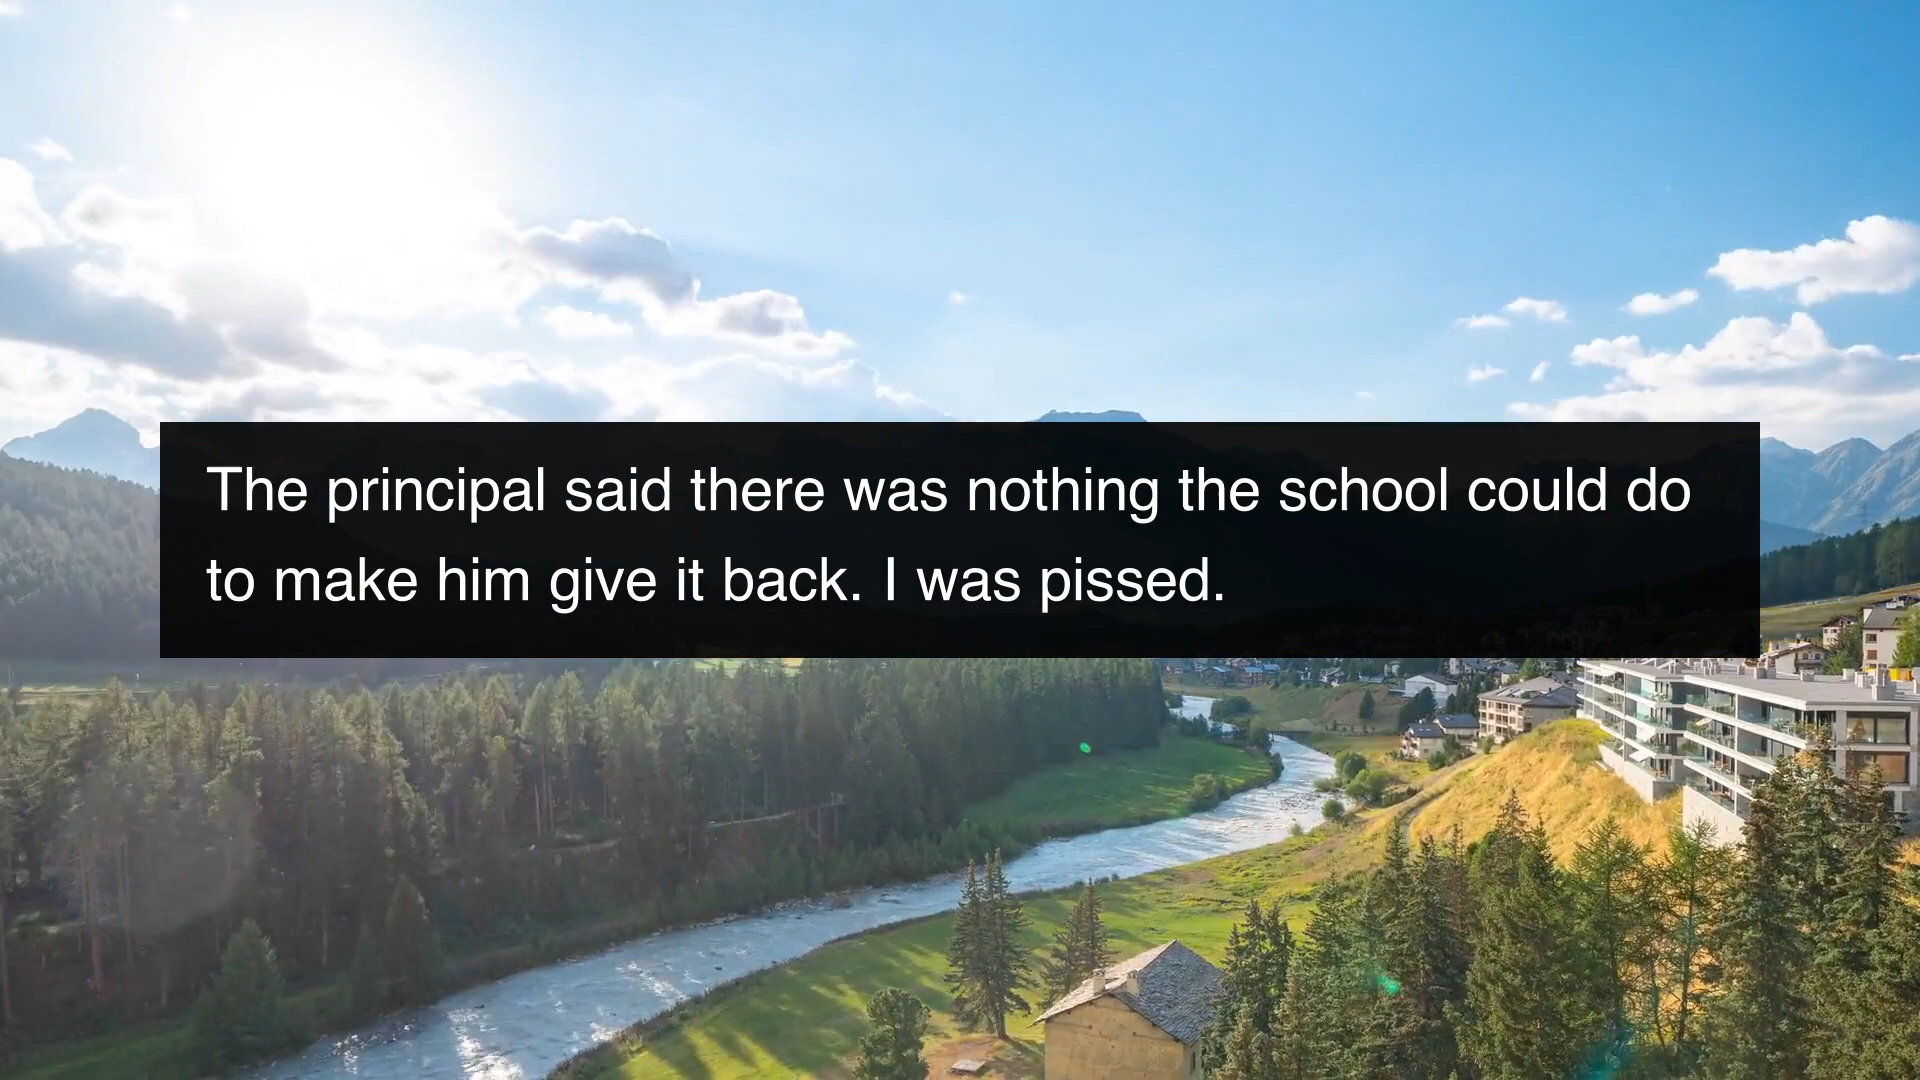 The principal said there was nothing the school could do
to make him give it back. I was pissed.